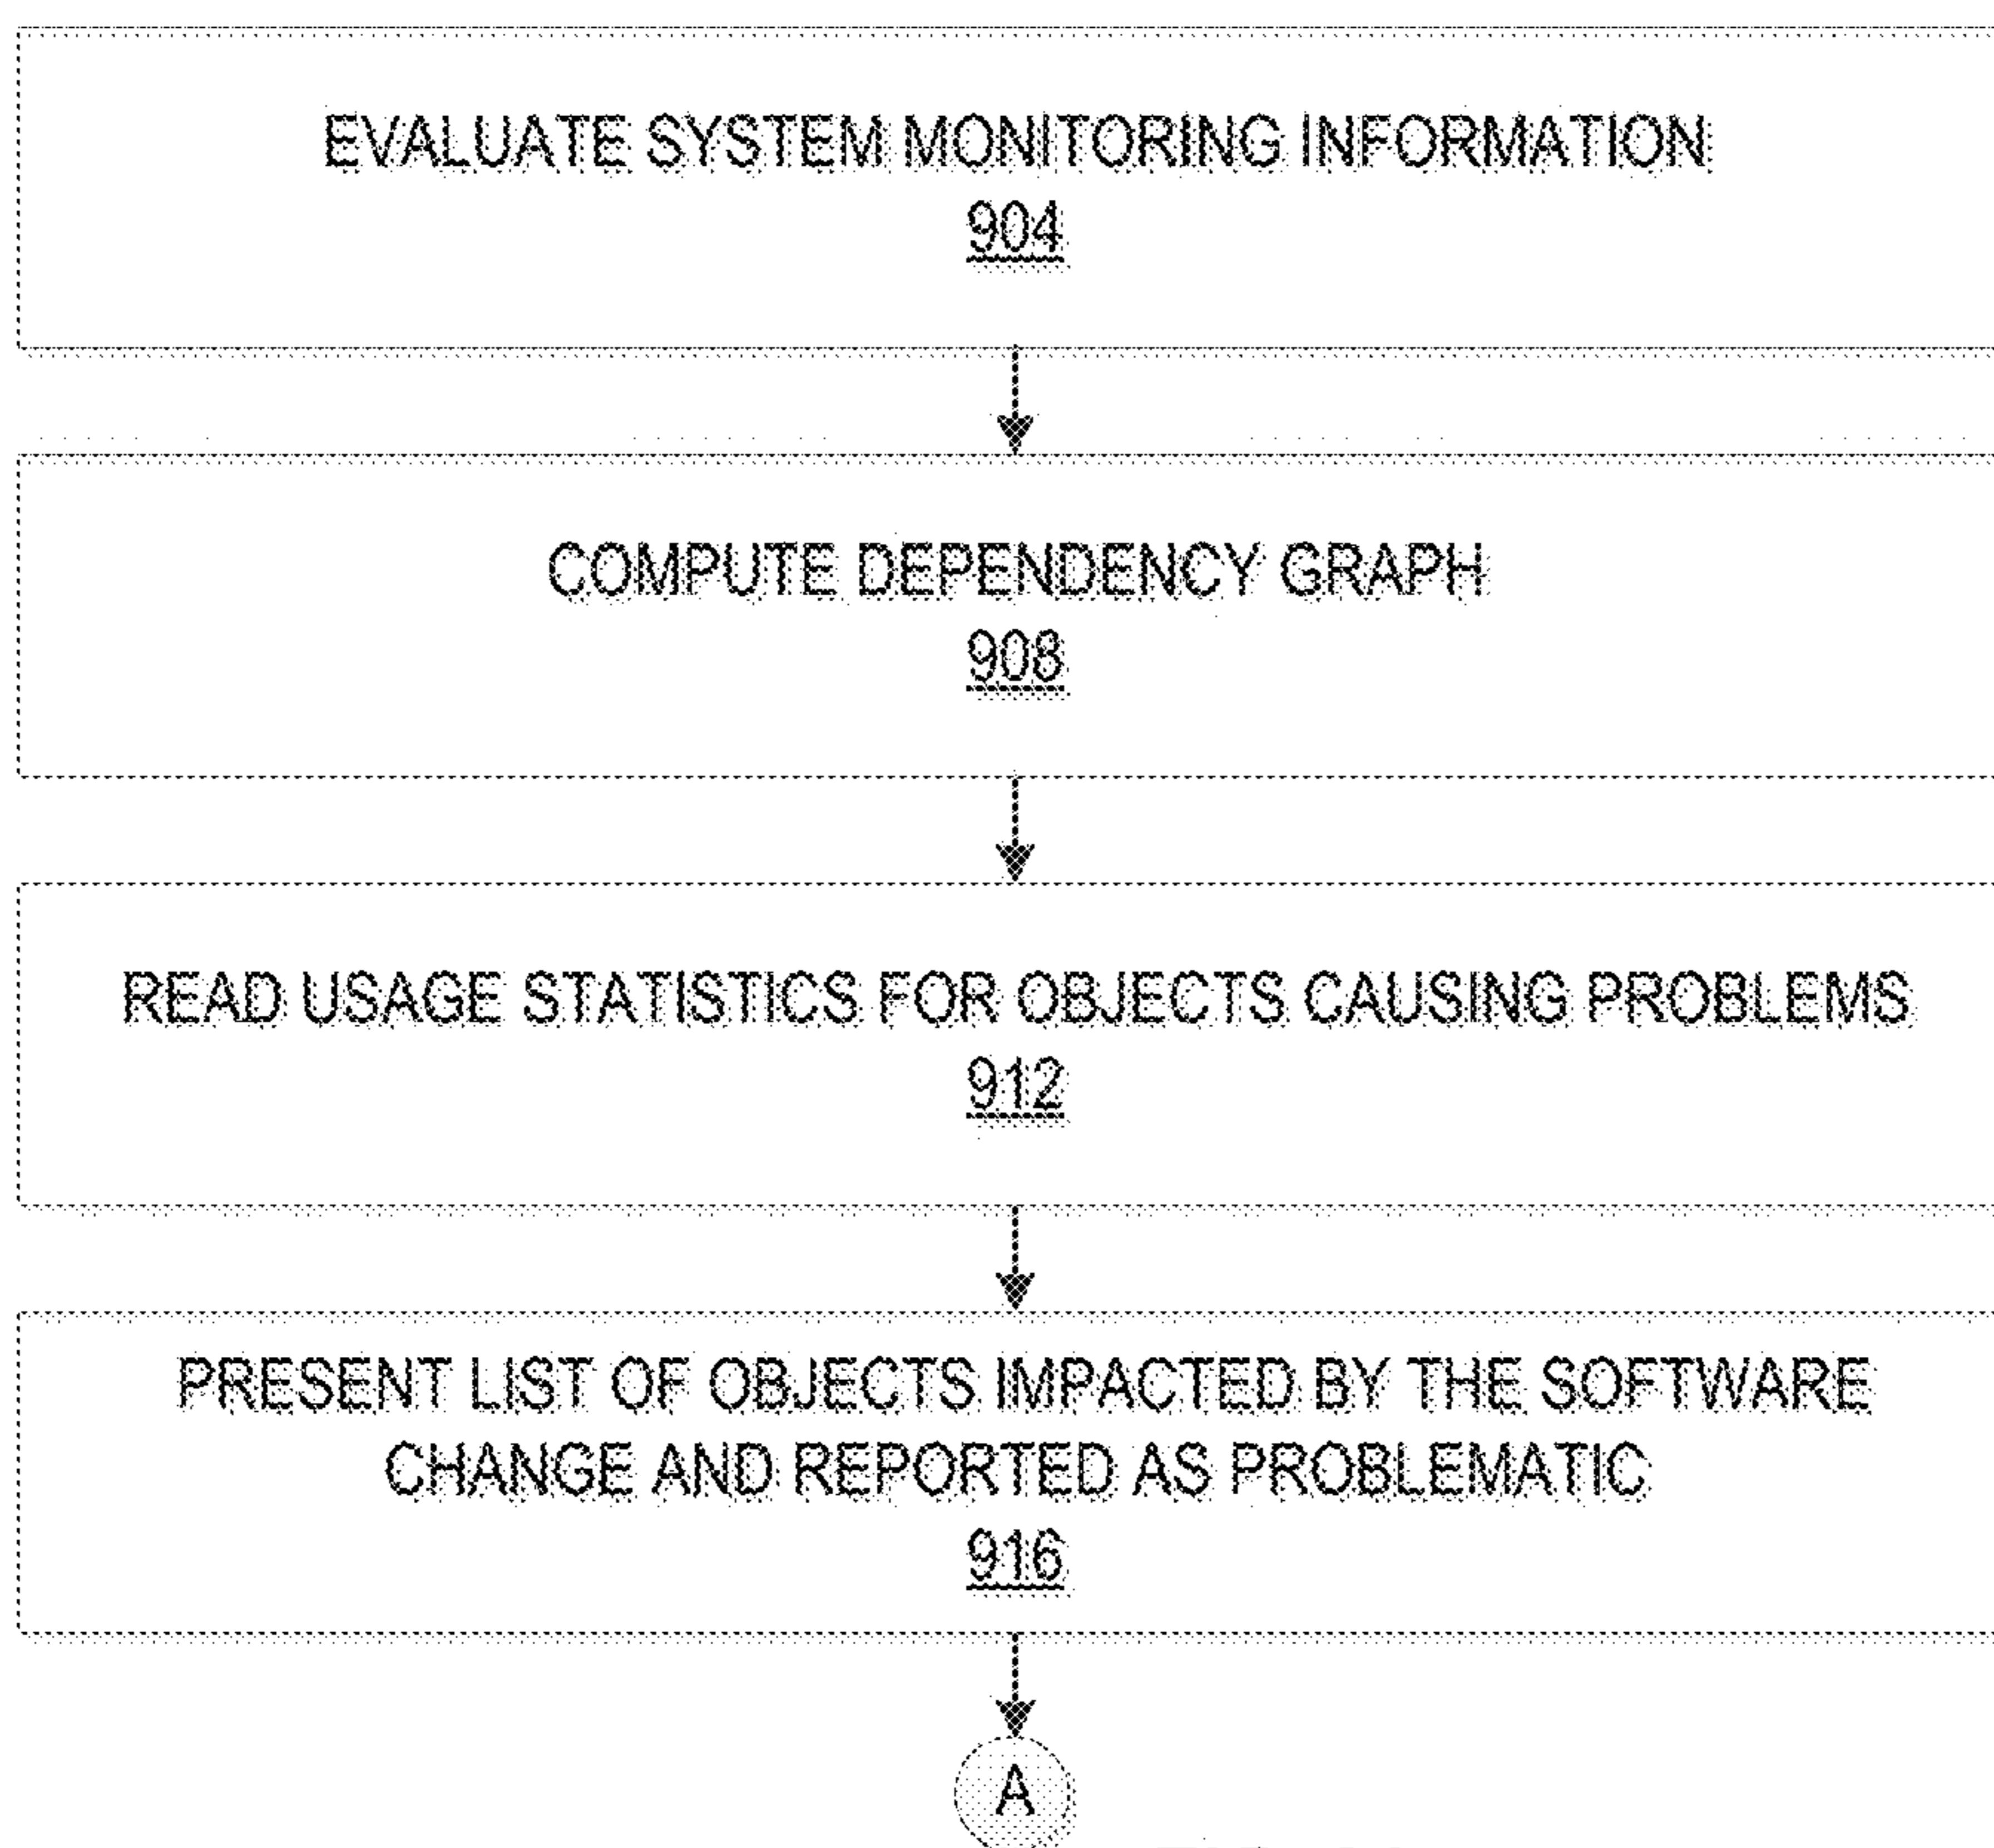 EVALUATE SYSTEM MONITORING INFORMATION
904
COMPUTE DEPENDENCY GRAPH
908
READ USAGE STATISTICS FOR OBJECTS CAUSING PROBLEMS
912
PRESENT LIST OF OBJECTS IMPACTED BY THE SOFTWARE
CHANGE AND REPORTED AS PROBLEMATIC
916
A